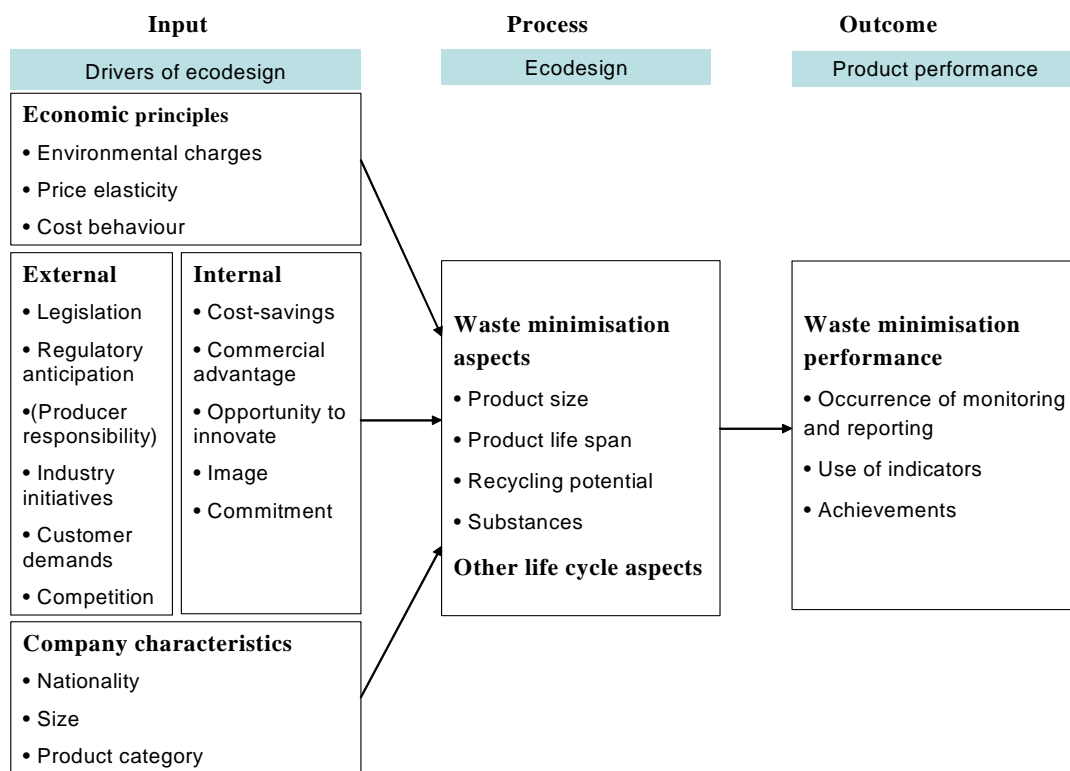 Input
Drivers of ecodesign
Economic principles
• Environmental charges
• Price elasticity
• Cost behaviour
External
• Legislation
• Regulatory
anticipation
•(Producer
responsibility)
• Industry
initiatives
• Customer
demands
• Competition
Internal
• Cost-savings
• Commercial
advantage
• Opportunity to
innovate
• Image
• Commitment
Company characteristics
• Nationality
• Size
• Product category
Process
Ecodesign
Waste minimisation
aspects
• Product size
• Product life span
• Recycling potential
• Substances
Other life cycle aspects
Outcome
Product performance
Waste minimisation
performance
• Occurrence of monitoring
and reporting
• Use of indicators
• Achievements